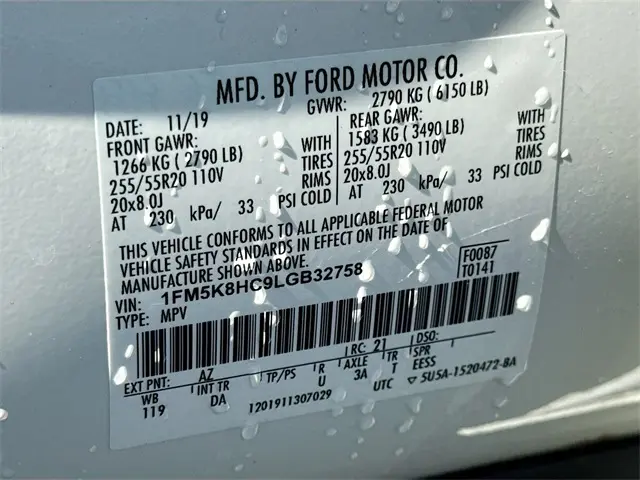 MFD. BY FORD MOTOR CO.
DATE: 11/19 GVWR: 2790 KG ( 6150 LB)
FRONT GAWR: WITH REAR GAWR: WITH
1266 KG ( 2790 LB) TIRES 1583 KG ( 3490 LB) TIRES
255/55R20 110V RIMS 255/55R20 110V RIMS
20x8.0J PSI COLD 20x8.0J PSI COLD
AT 230 kPa/ 33 AT 230 kPa/ 33
THIS VEHICLE CONFORMS TO ALL APPLICABLE FEDERAL MOTOR
VEHICLE SAFETY STANDARDS IN EFFECT ON THE DATE OF
MANUFACTURE SHOWN ABOVE.
VIN: 1FM5K8HC9LGB32758 F0087
TYPE: MPV T0141
EXT PNT: AZ RC: 21 DSO:
WB INT TR TP/PS R AXLE TR SPR
119 DA U 3A T EESS
1201911307029 UTC ▽ 5U5A-1520472-BA